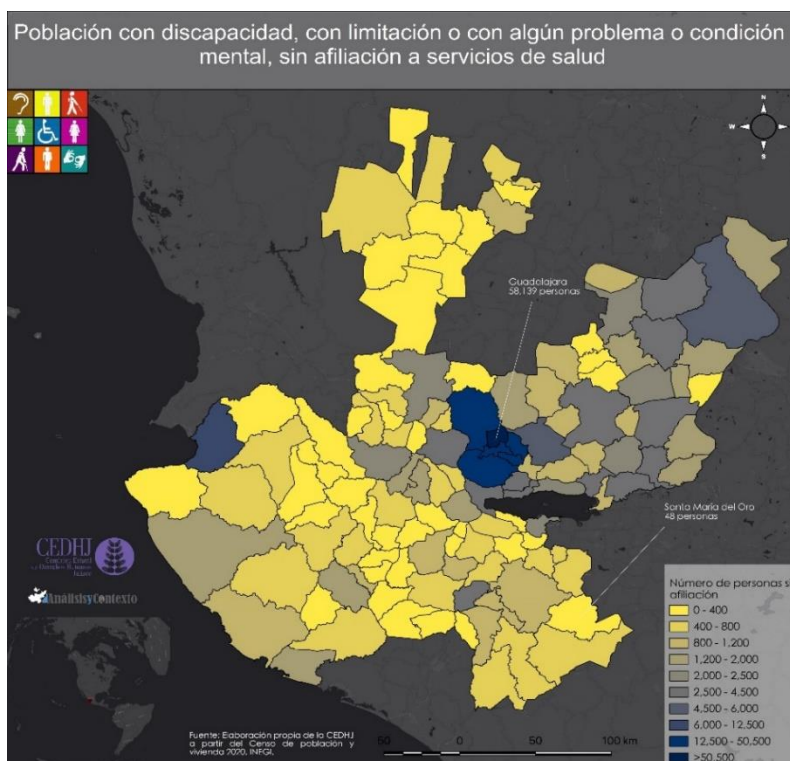 Población con discapacidad, con limitación o con algún problema o condición
mental, sin afiliación a servicios de salud
N
W
E
S
Guadalajara
58,139 personas
Santa María del Oro
48 personas
CEDHJ
AnálisisyContexto
Número de personas s
afiliación
0 - 400
400 - 800
800 - 1,200
1,200 - 2,000
2,000 - 2,500
2,500 - 4,500
4,500 - 6,000
6,000 - 12,500
12,500 - 50,500
>50,500
Fuente: Elaboración propia de la CEDHJ
a partir del Censo de población y
vivienda 2020, INEGI.
50 0 50 100 km